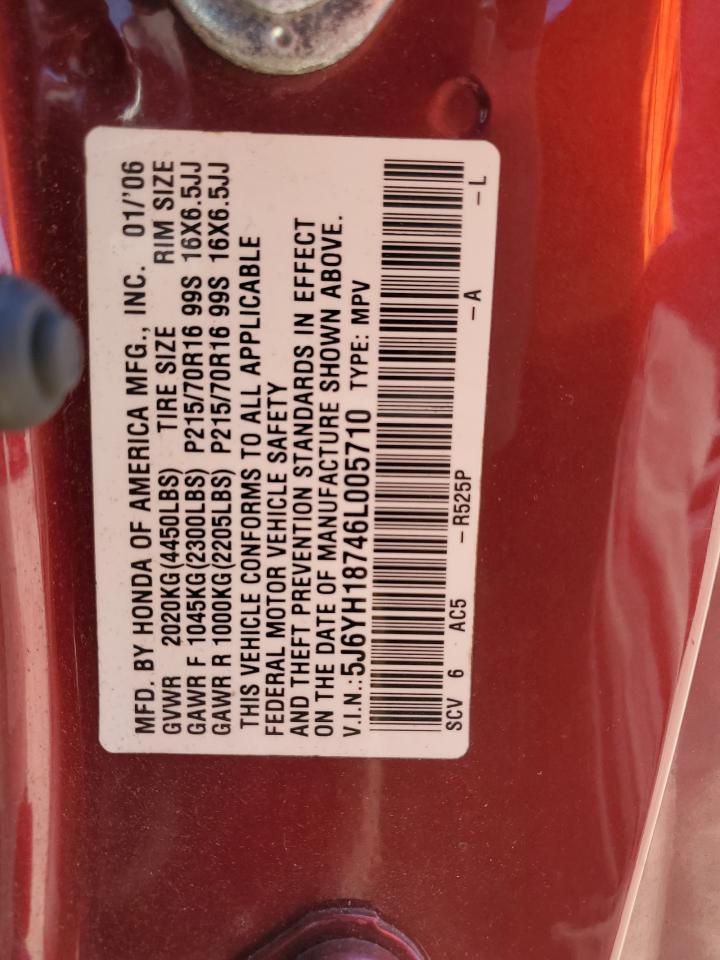 MFD. BY HONDA OF AMERICA MFG., INC. 01/'06
GVWR 2020KG(4450LBS) TIRE SIZE RIM SIZE
GAWR F 1045KG(2300LBS) P215/70R16 99S 16X6.5JJ
GAWR R 1000KG(2205LBS) P215/70R16 99S 16X6.5JJ
THIS VEHICLE CONFORMS TO ALL APPLICABLE
FEDERAL MOTOR VEHICLE SAFETY
AND THEFT PREVENTION STANDARDS IN EFFECT
ON THE DATE OF MANUFACTURE SHOWN ABOVE.
V.I.N.:5J6YH18746L005710 TYPE: MPV
SCV 6 AC5 -R525P -A -L